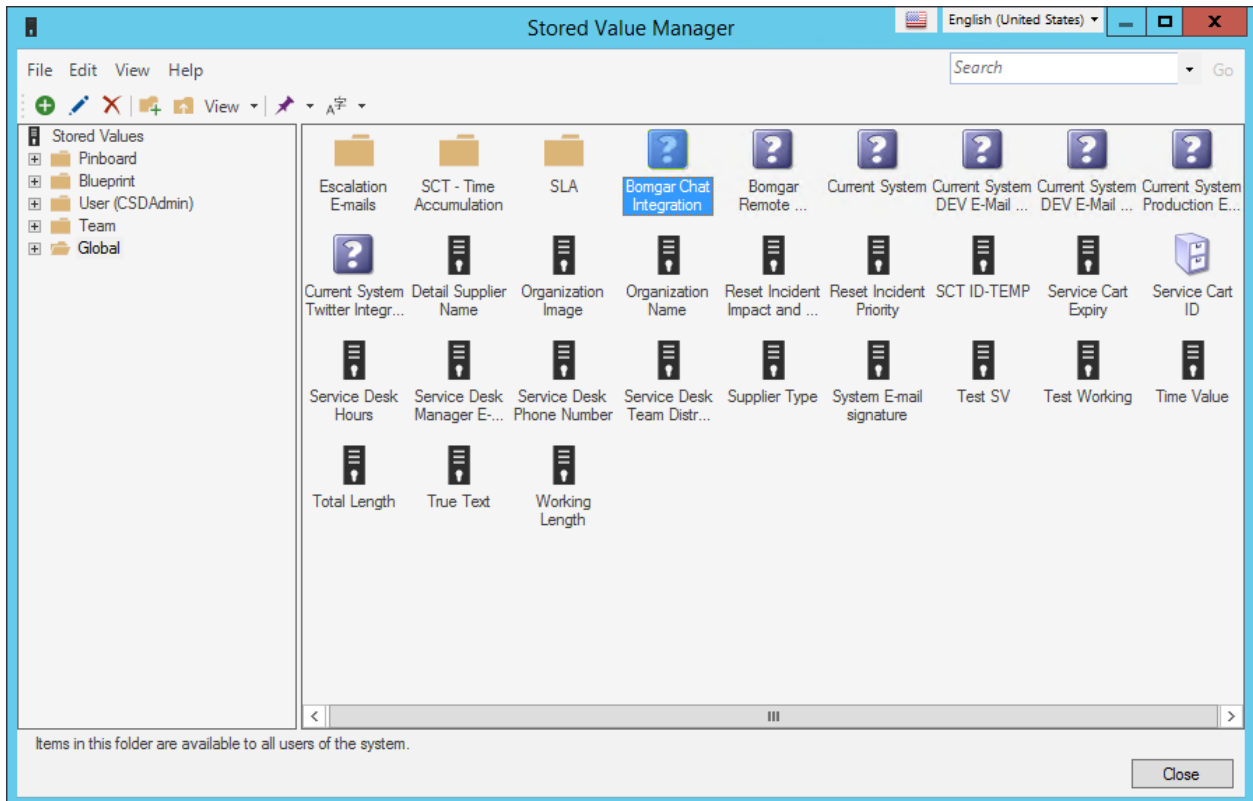 Stored Value Manager
English (United States)
File Edit View Help
Search
Go
View
A字
Stored Values
Pinboard
Blueprint
User (CSDAdmin)
Team
Global
Escalation
E-mails
SCT - Time
Accumulation
SLA
Bomgar Chat
Integration
Bomgar
Remote ...
Current System
Current System
DEV E-Mail ...
Current System
DEV E-Mail ...
Current System
Production E...
Current System
Twitter Integr...
Detail Supplier
Name
Organization
Image
Organization
Name
Reset Incident
Impact and ...
Reset Incident
Priority
SCT ID-TEMP
Service Cart
Expiry
Service Cart
ID
Service Desk
Hours
Service Desk
Manager E-...
Service Desk
Phone Number
Service Desk
Team Distr...
Supplier Type
System E-mail
signature
Test SV
Test Working
Time Value
Total Length
True Text
Working
Length
Items in this folder are available to all users of the system.
Close